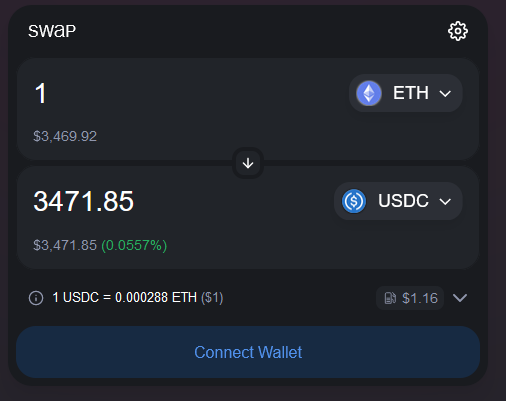 swap
1 ETH
$3,469.92
3471.85 USDC
$3,471.85 (0.0557%)
1 USDC = 0.000288 ETH ($1) $1.16
Connect Wallet